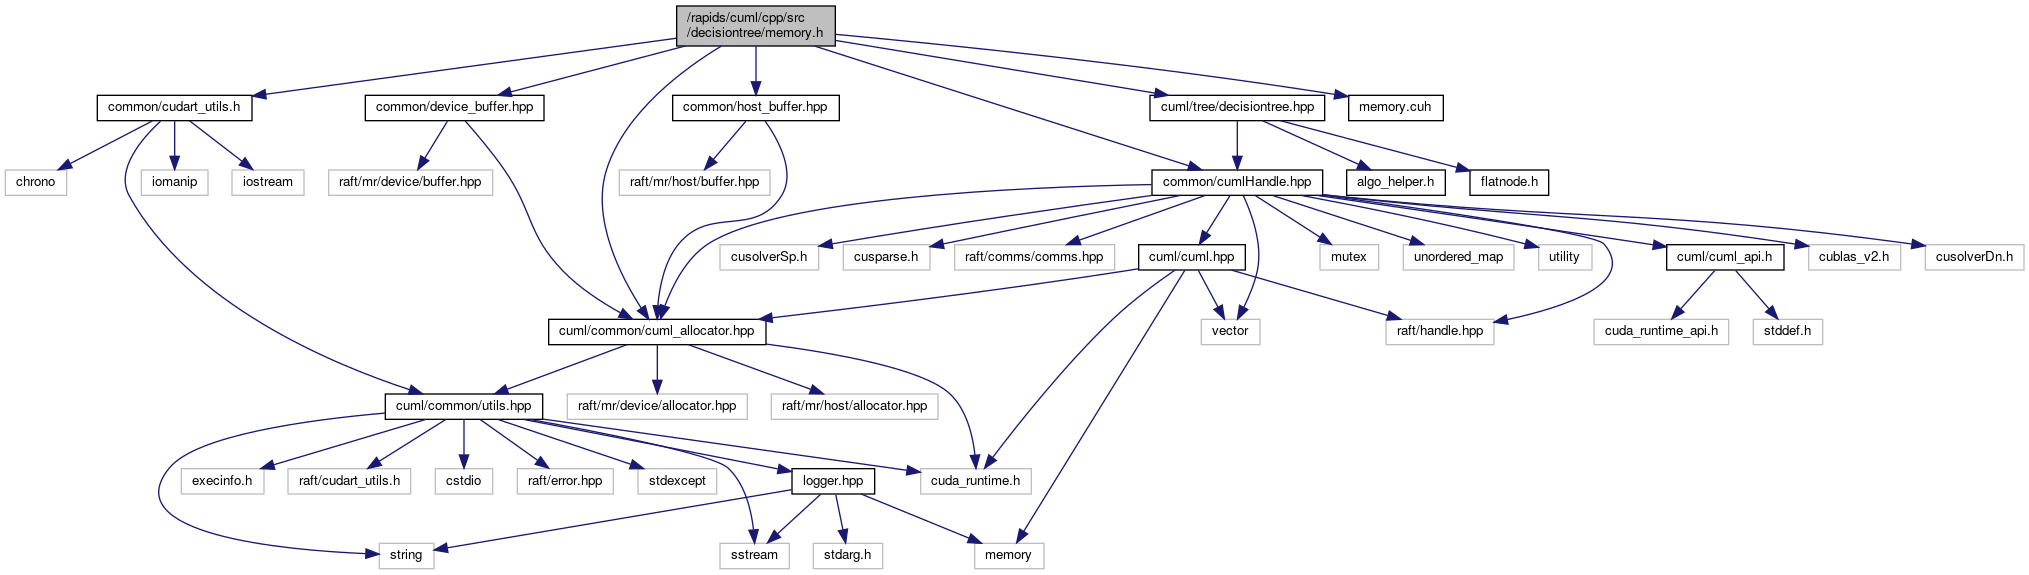 /rapids/cuml/cpp/src
/decisiontree/memory.h
common/cudart_utils.h
common/device_buffer.hpp
common/host_buffer.hpp
cuml/tree/decisiontree.hpp
memory.cuh
chrono
iomanip
iostream
raft/mr/device/buffer.hpp
raft/mr/host/buffer.hpp
common/cumlHandle.hpp
algo_helper.h
flatnode.h
cusolverSp.h
cusparse.h
raft/comms/comms.hpp
cuml/cuml.hpp
mutex
unordered_map
utility
cuml/cuml_api.h
cublas_v2.h
cusolverDn.h
cuml/common/cuml_allocator.hpp
vector
raft/handle.hpp
cuda_runtime_api.h
stddef.h
cuml/common/utils.hpp
raft/mr/device/allocator.hpp
raft/mr/host/allocator.hpp
execinfo.h
raft/cudart_utils.h
cstdio
raft/error.hpp
stdexcept
logger.hpp
cuda_runtime.h
string
sstream
stdarg.h
memory